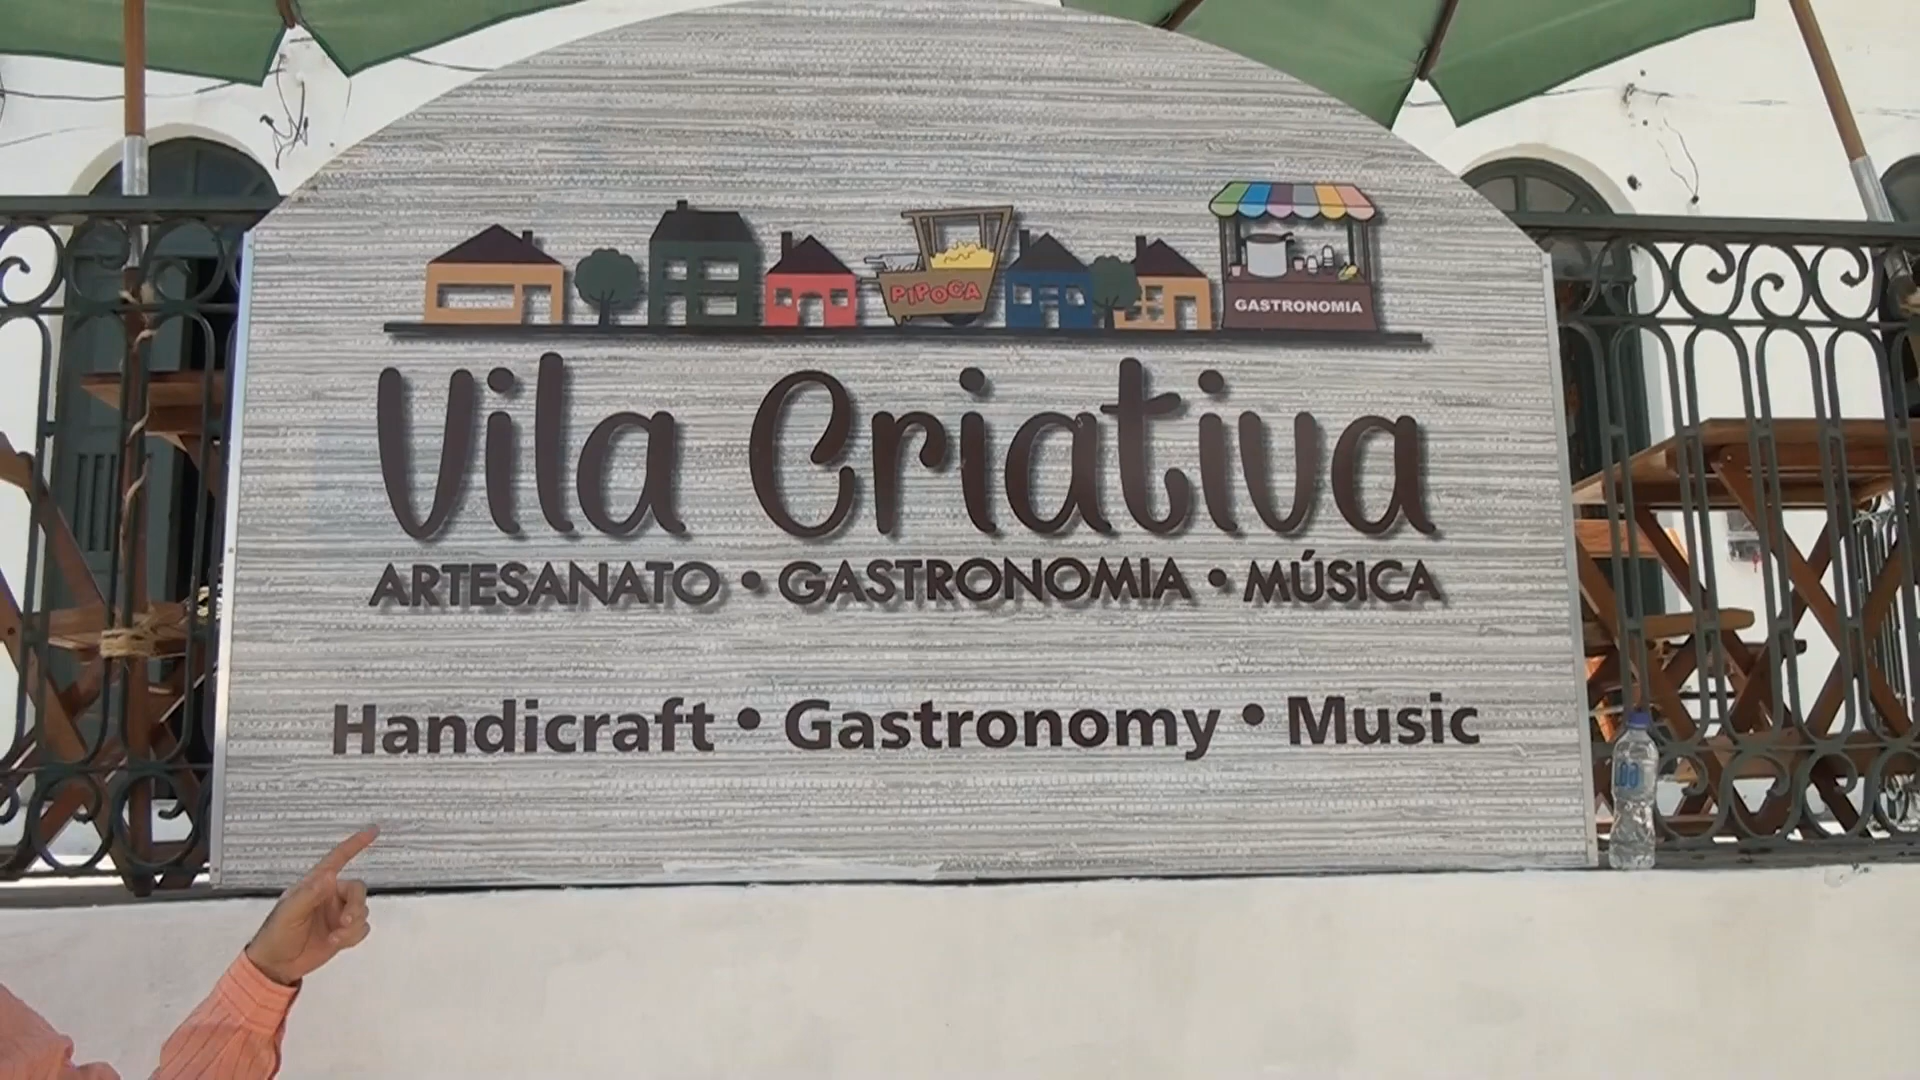 PIPOCA
GASTRONOMIA
Vila Criativa
ARTESANATO • GASTRONOMIA • MÚSICA
Handicraft • Gastronomy • Music